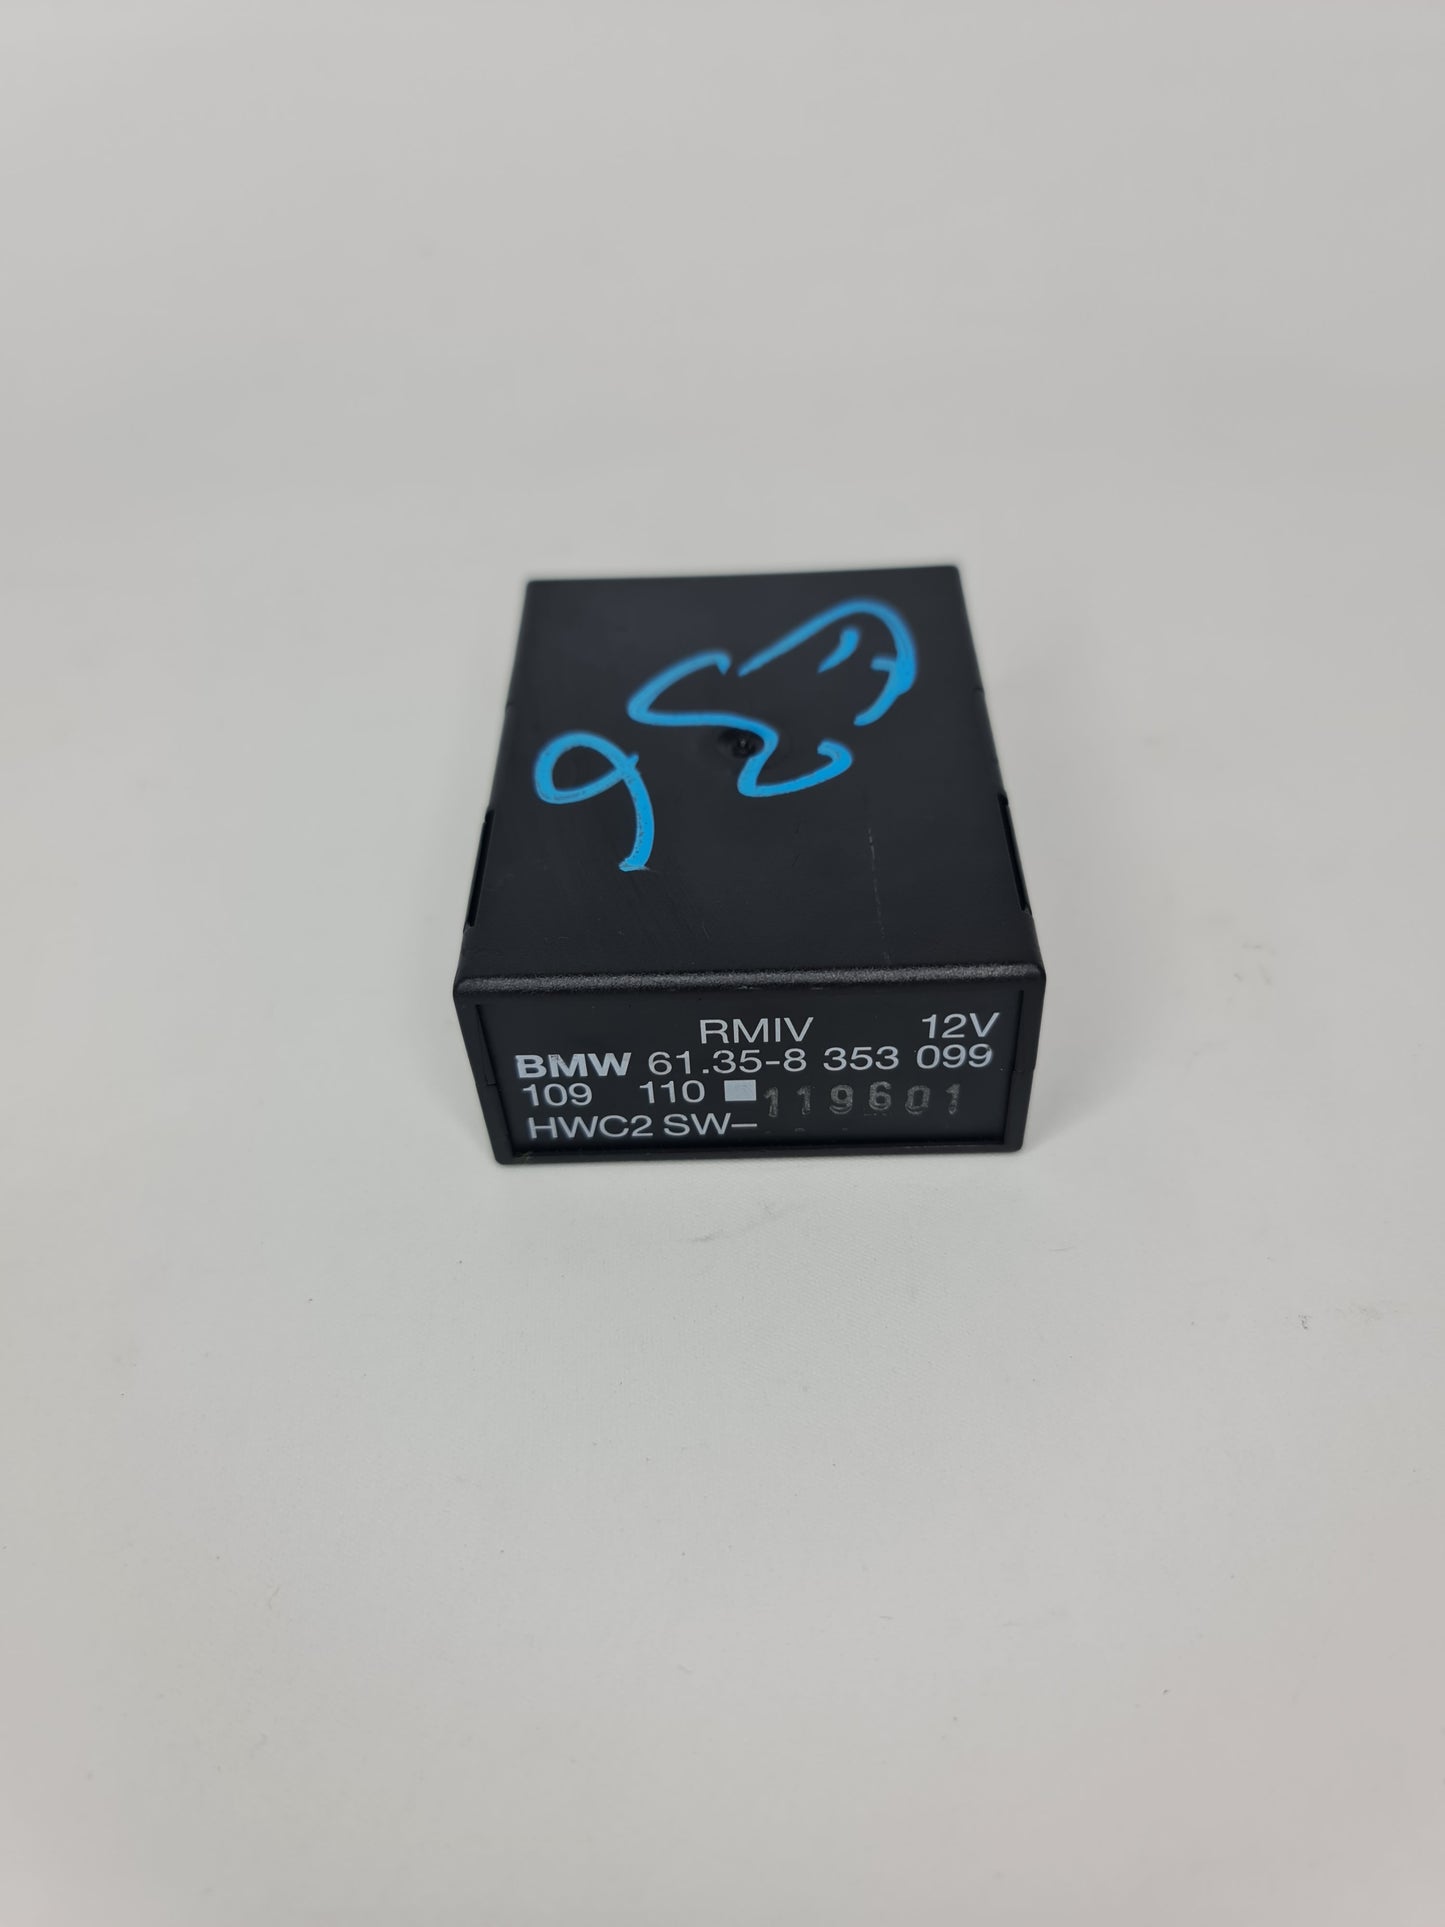 RMIV 12V
BMW 61.35-8 353 099
109 110 119601
HWC2 SW–